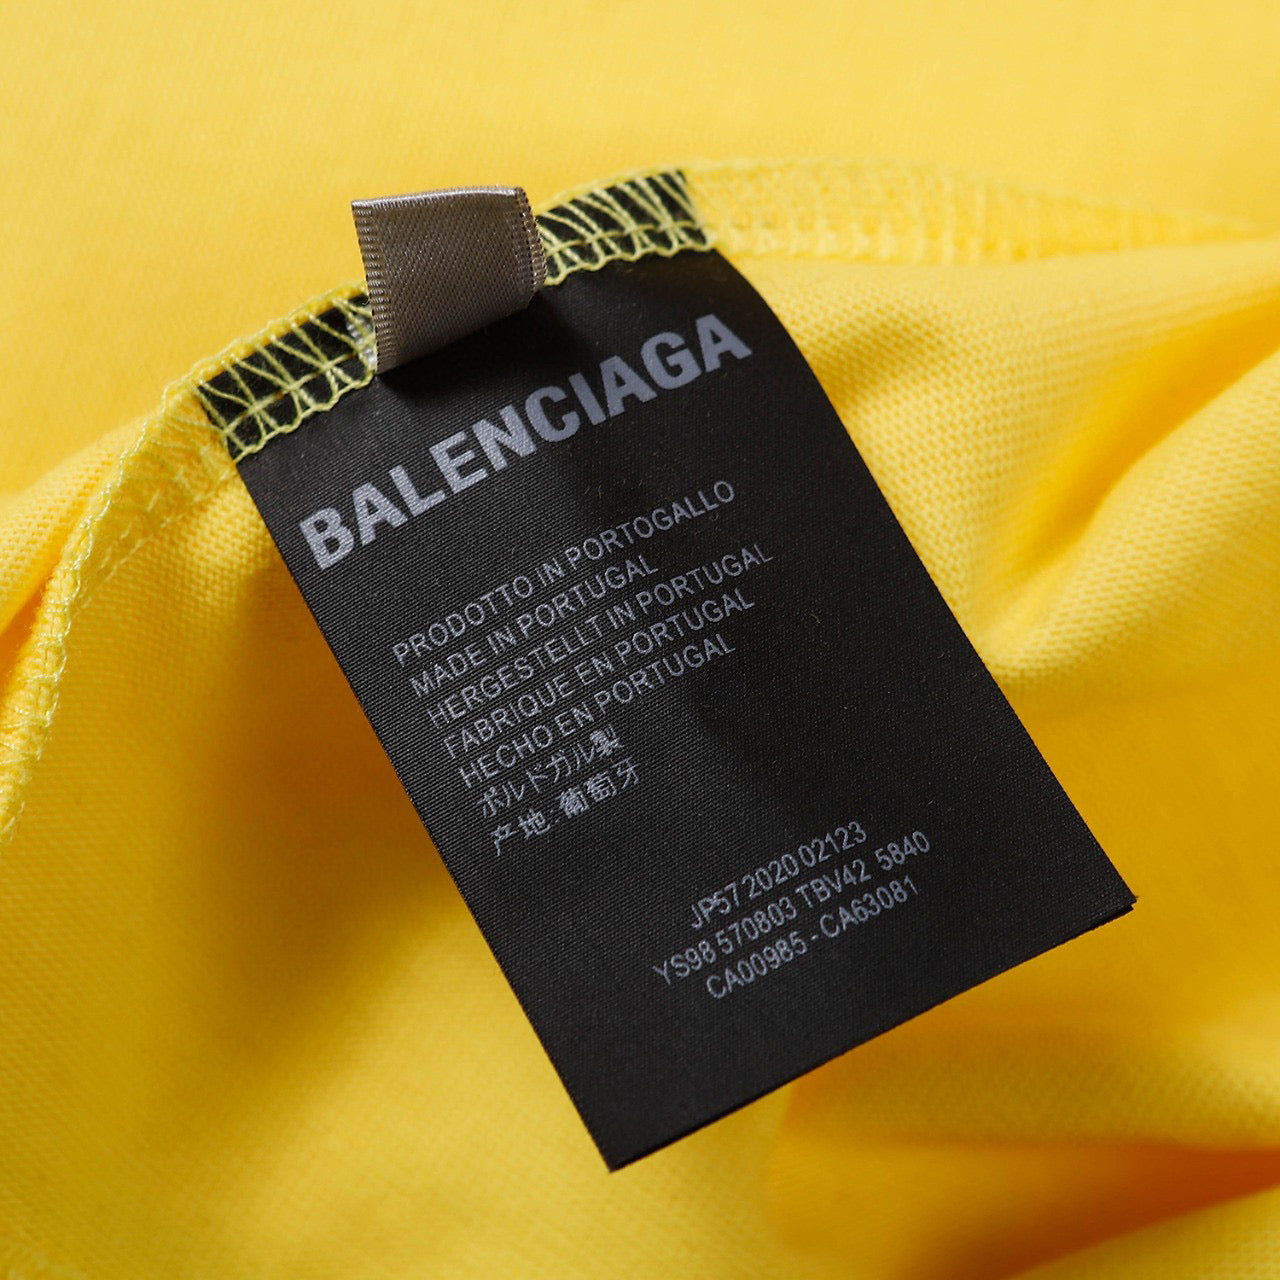 BALENCIAGA
PRODOTTO IN PORTOGALLO
MADE IN PORTUGAL
HERGESTELLT IN PORTUGAL
FABRIQUE EN PORTUGAL
HECHO EN PORTUGAL
ポルドガル製
产地: 葡萄牙
JP57 2020 02123
YS98 570803 TBV42 5840
CA00985 - CA63081